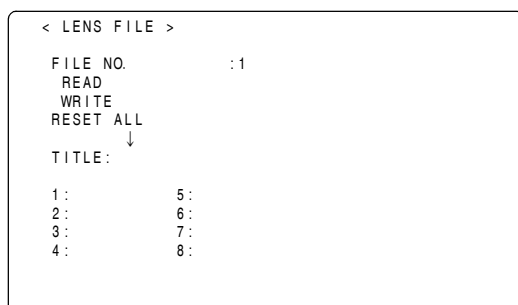 < LENS FILE >
FILE NO. :1
READ
WRITE
RESET ALL
↓
TITLE:
1: 5:
2: 6:
3: 7:
4: 8: